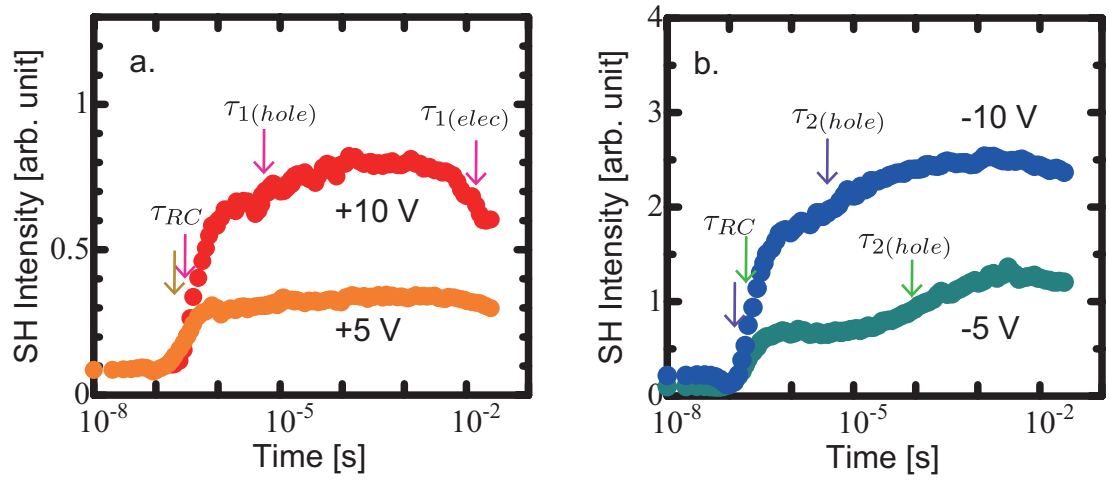 a.
SH Intensity [arb. unit]
1
0.5
0
τ1(hole)
τ1(elec)
τRC
+10 V
+5 V
10-8
10-5
10-2
Time [s]
b.
SH Intensity [arb. unit]
4
3
2
1
0
τ2(hole)
-10 V
τRC
τ2(hole)
-5 V
10-8
10-5
10-2
Time [s]